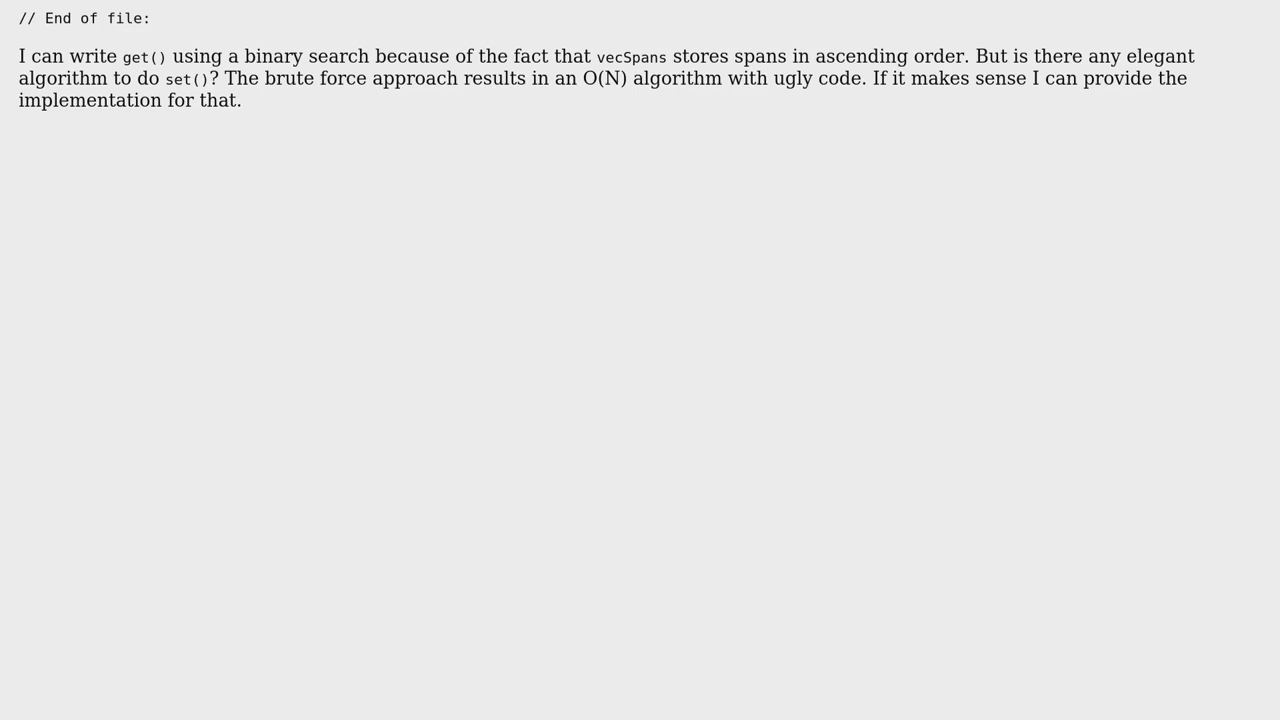 // End of file:
I can write get() using a binary search because of the fact that vecSpans stores spans in ascending order. But is there any elegant
algorithm to do set()? The brute force approach results in an O(N) algorithm with ugly code. If it makes sense I can provide the
implementation for that.